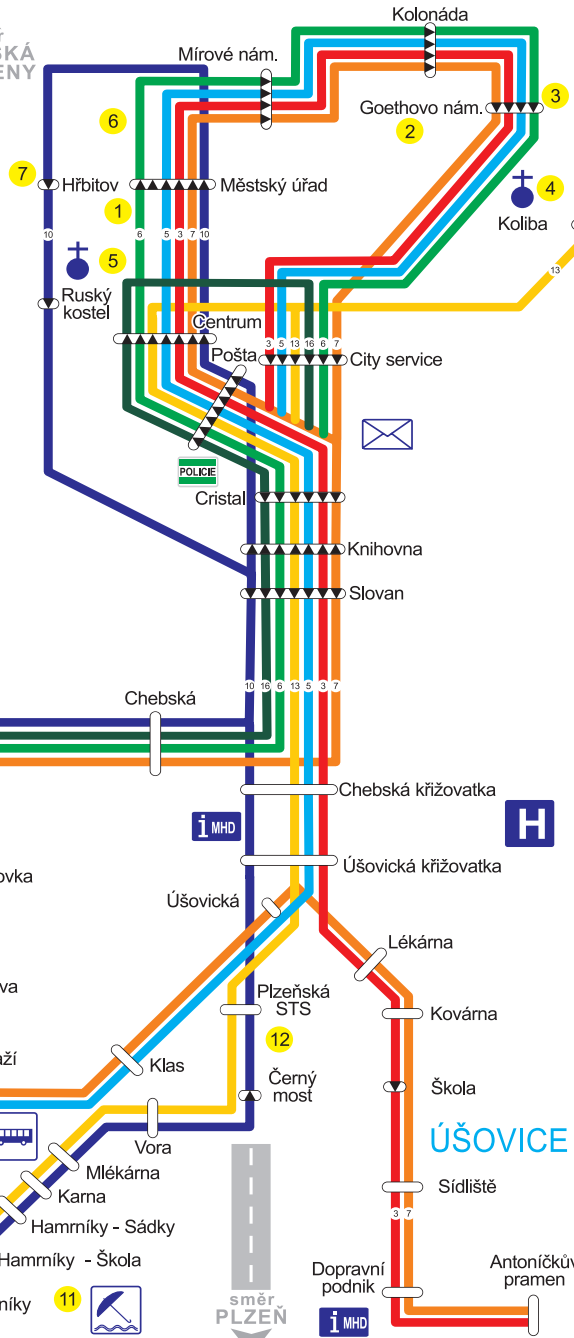 Kolonáda
Mírové nám.
SKÁ
ENY
Goethovo nám.
3
6
2
7
Hřbitov
Městský úřad
4
Koliba
1
10
6
5
3
7
10
5
13
Ruský
kostel
Centrum
3
5
13
16
6
7
Pošta
City service
POLICIE
Cristal
Knihovna
Slovan
10
16
6
13
5
3
7
Chebská
Chebská křižovatka
i MHD
H
Úšovická křižovatka
ovka
Úšovická
Lékárna
va
Plzeňská
STS
Kovárna
12
aží
Klas
Černý
most
Škola
ÚŠOVICE
Vora
Mlékárna
Karna
Sídliště
3
7
Hamrníky - Sádky
Hamrníky - Škola
Dopravní
podnik
Antoníčkův
pramen
níky
11
směr
PLZEŇ
i MHD